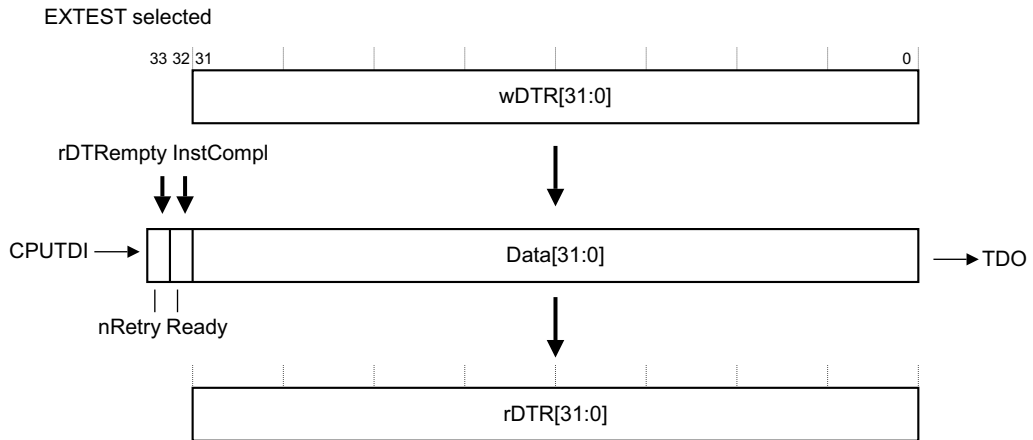 EXTEST selected
33 32 31 0
wDTR[31:0]
rDTRempty InstCompl
CPUTDI Data[31:0] TDO
nRetry Ready
rDTR[31:0]